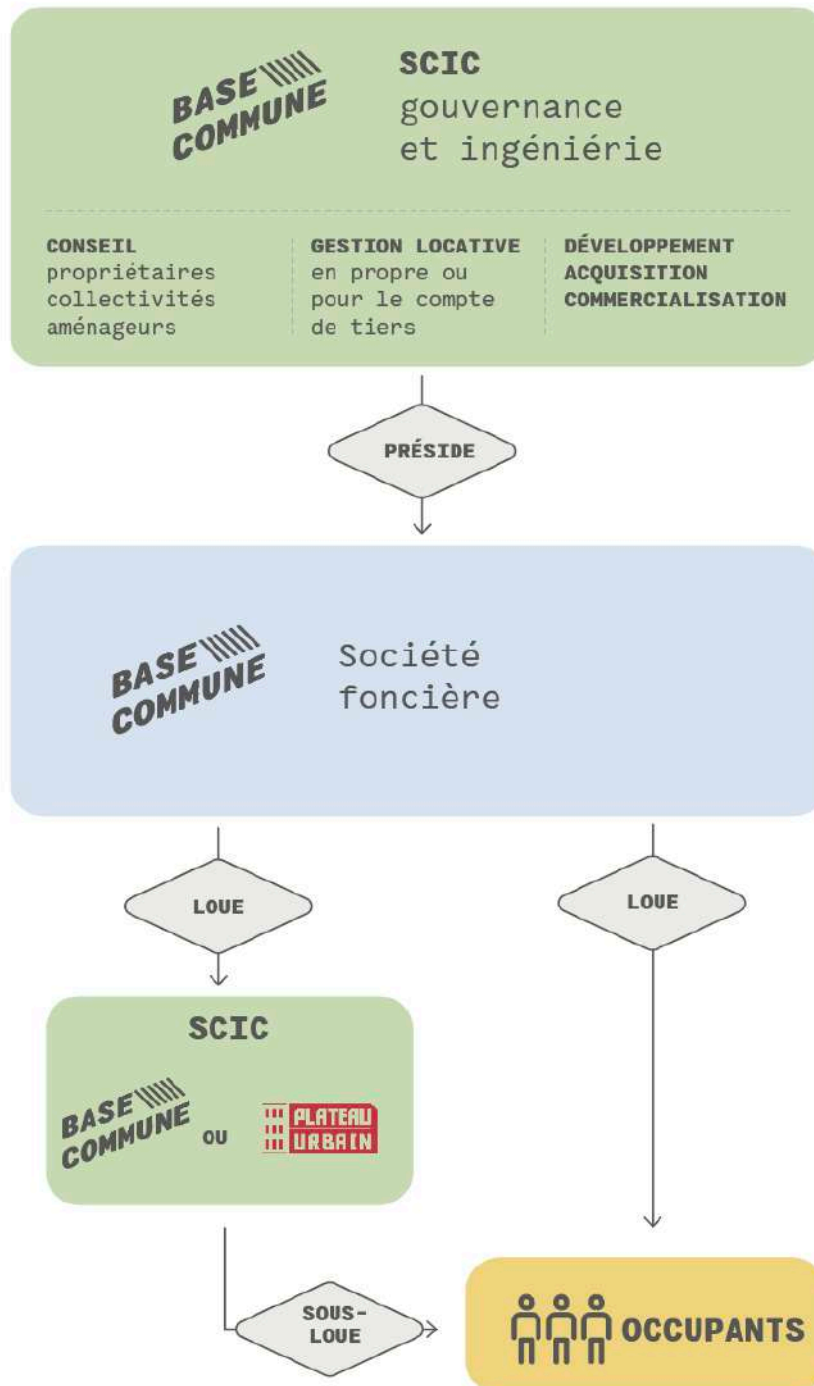 BASE
COMMUNE
SCIC
gouvernance
et ingéniérie
CONSEIL
propriétaires
collectivités
aménageurs
GESTION LOCATIVE
en propre ou
pour le compte
de tiers
DÉVELOPPEMENT
ACQUISITION
COMMERCIALISATION
PRÉSIDE
BASE
COMMUNE
Société
foncière
LOUE
LOUE
SCIC
BASE
COMMUNE
OU
PLATEAU
URBAIN
SOUS-
LOUE
OCCUPANTS